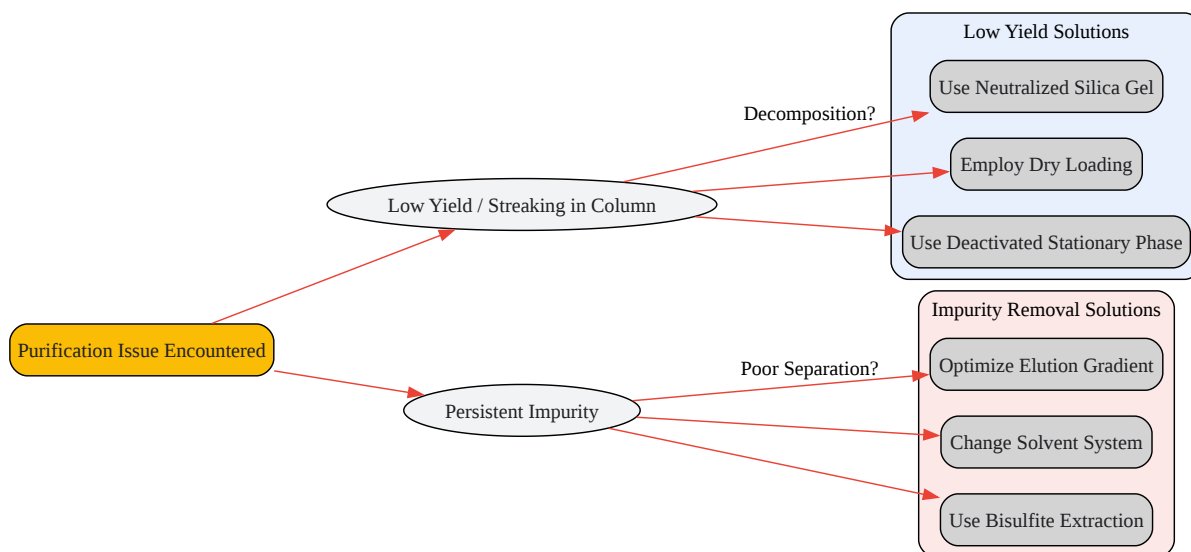 Low Yield Solutions
Use Neutralized Silica Gel
Decomposition?
Employ Dry Loading
Low Yield / Streaking in Column
Use Deactivated Stationary Phase
Impurity Removal Solutions
Purification Issue Encountered
Poor Separation?
Optimize Elution Gradient
Persistent Impurity
Change Solvent System
Use Bisulfite Extraction